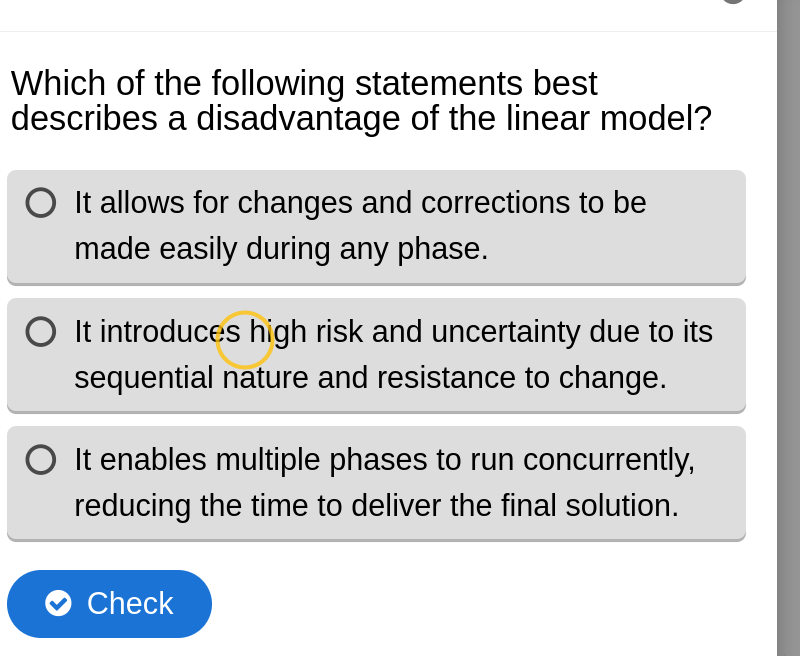 Which of the following statements best
describes a disadvantage of the linear model?
It allows for changes and corrections to be
made easily during any phase.
It introduces high risk and uncertainty due to its
sequential nature and resistance to change.
It enables multiple phases to run concurrently,
reducing the time to deliver the final solution.
Check